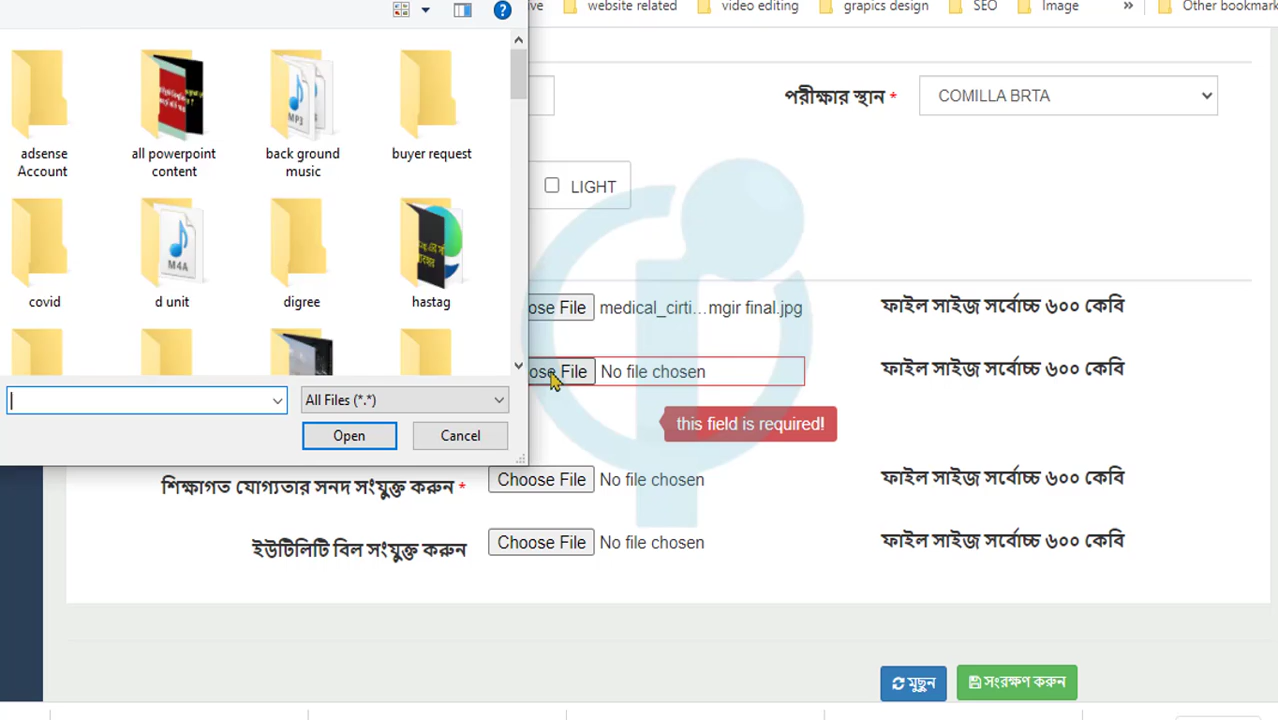 ive website related video editing grapics design SEO Image » Other bookmar
পরীক্ষার স্থান * COMILLA BRTA
adsense Account
all powerpoint content
back ground music
buyer request
LIGHT
covid
d unit
digree
hastag
ose File medical_cirti...mgir final.jpg ফাইল সাইজ সর্বোচ্চ ৬০০ কেবি
ose File No file chosen ফাইল সাইজ সর্বোচ্চ ৬০০ কেবি
All Files (*.*)
this field is required!
Open Cancel
শিক্ষাগত যোগ্যতার সনদ সংযুক্ত করুন * Choose File No file chosen ফাইল সাইজ সর্বোচ্চ ৬০০ কেবি
ইউটিলিটি বিল সংযুক্ত করুন Choose File No file chosen ফাইল সাইজ সর্বোচ্চ ৬০০ কেবি
মুছুন সংরক্ষণ করুন